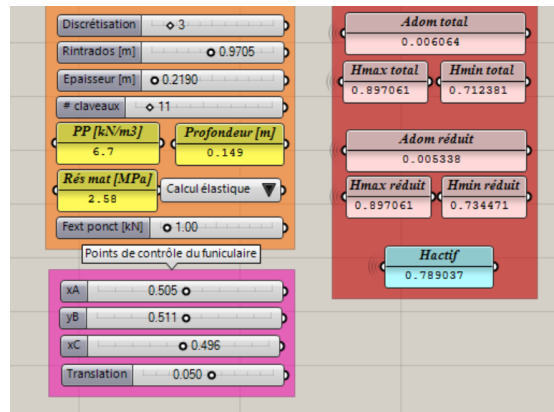 Discrétisation
3
Rintrados [m]
0.9705
Epaisseur [m]
0.2190
# claveaux
11
PP [kN/m3]
6.7
Profondeur [m]
0.149
Rés mat [MPa]
2.58
Calcul élastique
Fext ponct [kN]
1.00
Points de contrôle du funiculaire
xA
0.505
yB
0.511
xC
0.496
Translation
0.050
Adom total
0.006064
Hmax total
0.897061
Hmin total
0.712381
Adom réduit
0.005338
Hmax réduit
0.897061
Hmin réduit
0.734471
Hactif
0.789037